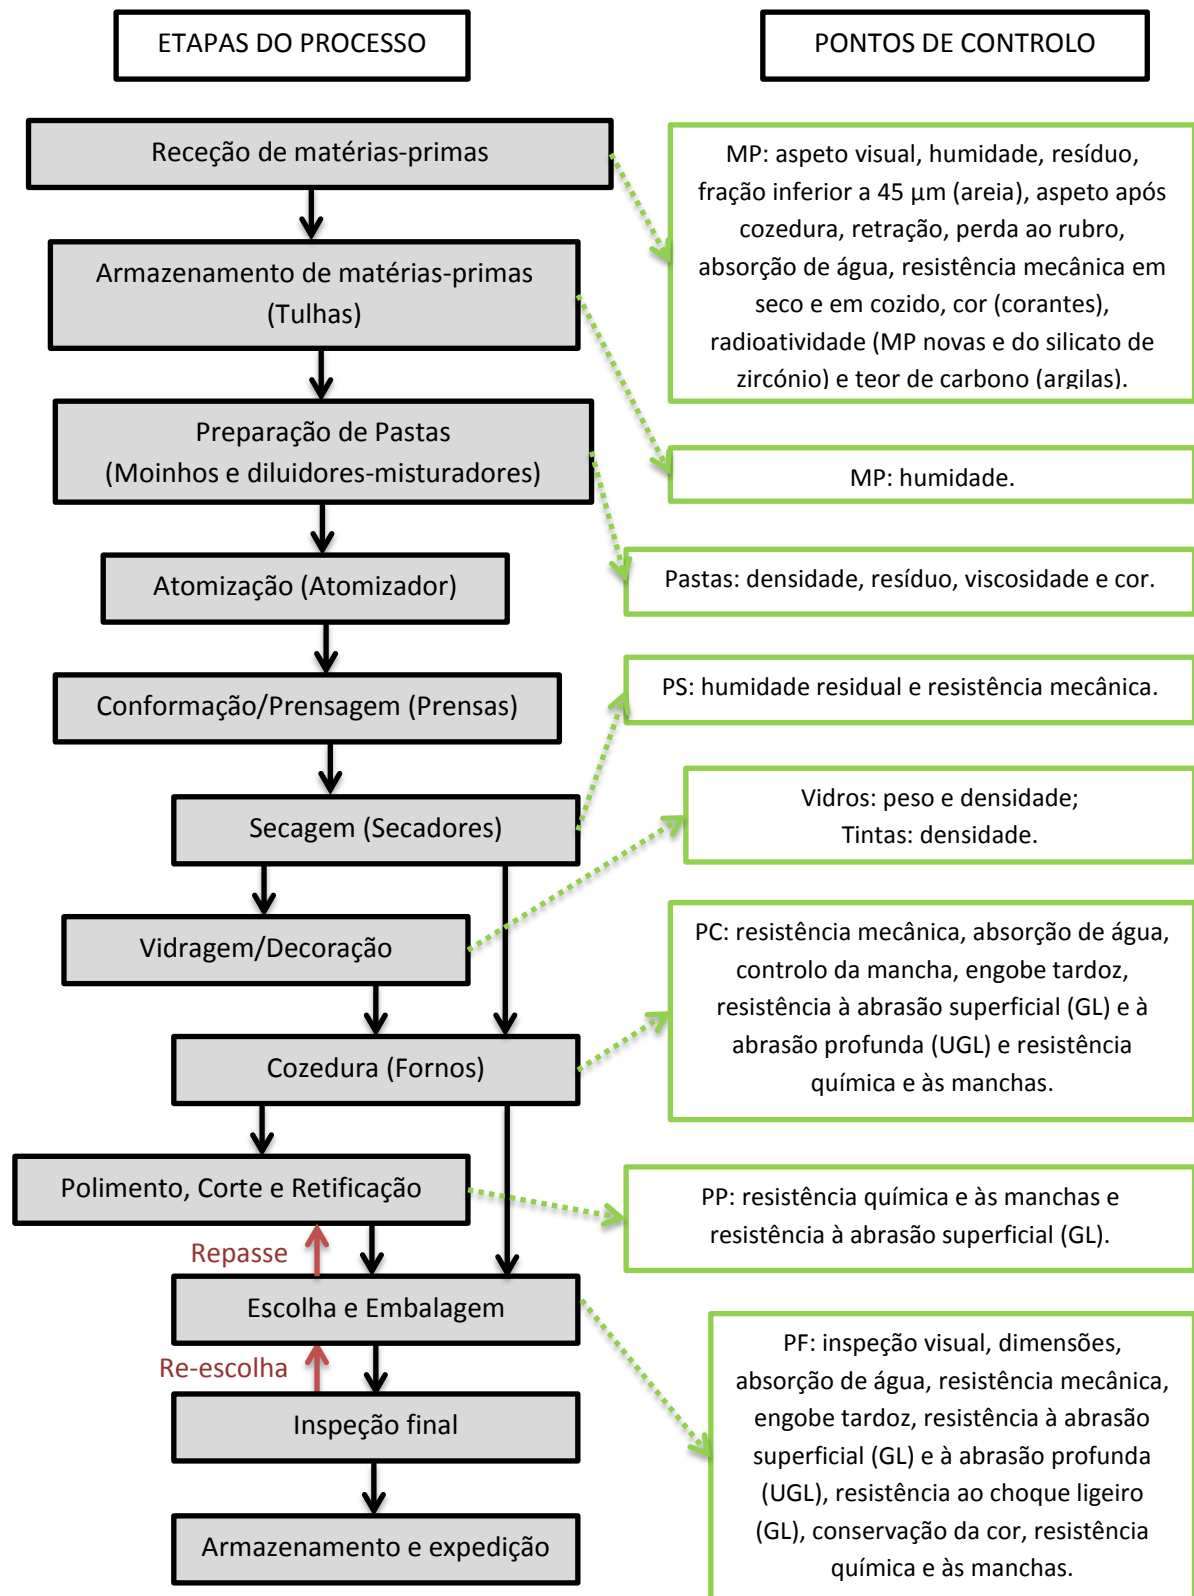 ETAPAS DO PROCESSO
PONTOS DE CONTROLO
Receção de matérias-primas
MP: aspeto visual, humidade, resíduo,
fração inferior a 45 µm (areia), aspeto após
cozedura, retração, perda ao rubro,
absorção de água, resistência mecânica em
seco e em cozido, cor (corantes),
radioatividade (MP novas e do silicato de
zircónio) e teor de carbono (argilas).
Armazenamento de matérias-primas
(Tulhas)
MP: humidade.
Preparação de Pastas
(Moinhos e diluidores-misturadores)
Pastas: densidade, resíduo, viscosidade e cor.
Atomização (Atomizador)
Conformação/Prensagem (Prensas)
PS: humidade residual e resistência mecânica.
Secagem (Secadores)
Vidros: peso e densidade;
Tintas: densidade.
Vidragem/Decoração
PC: resistência mecânica, absorção de água,
controlo da mancha, engobe tardoz,
resistência à abrasão superficial (GL) e à
abrasão profunda (UGL) e resistência
química e às manchas.
Cozedura (Fornos)
Polimento, Corte e Retificação
PP: resistência química e às manchas e
resistência à abrasão superficial (GL).
Repasse
Escolha e Embalagem
PF: inspeção visual, dimensões,
absorção de água, resistência mecânica,
engobe tardoz, resistência à abrasão
superficial (GL) e à abrasão profunda
(UGL), resistência ao choque ligeiro
(GL), conservação da cor, resistência
química e às manchas.
Re-escolha
Inspeção final
Armazenamento e expedição